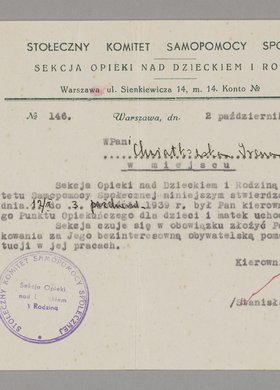 STOŁECZNY KOMITET SAMOPOMOCY SPO
SEKCJA OPIEKI NAD DZIECKIEM I RO
Warszawa ul. Sienkiewicza 14, m. 14. Konto №
№ 146. Warszawa, dn. 2 październik
WPani
w miejscu
Sekcja Opieki nad Dzieckiem i Rodziną
tetu Samopomocy Społecznej niniejszym stwierdz
dnia do 3 1939 r. był Pan kierow
go Punktu Opiekuńczego dla dzieci i matek uchod
Sekcja czuje się w obowiązku złożyć P
kowania za Jego bezinteresowną obywatelską pom
tucji w jej pracach.
Kierown
/Stanisła
STOŁECZNY KOMITET SAMOPOMOCY SPOŁECZNEJ
Sekcja Opieki
nad
i Rodziną